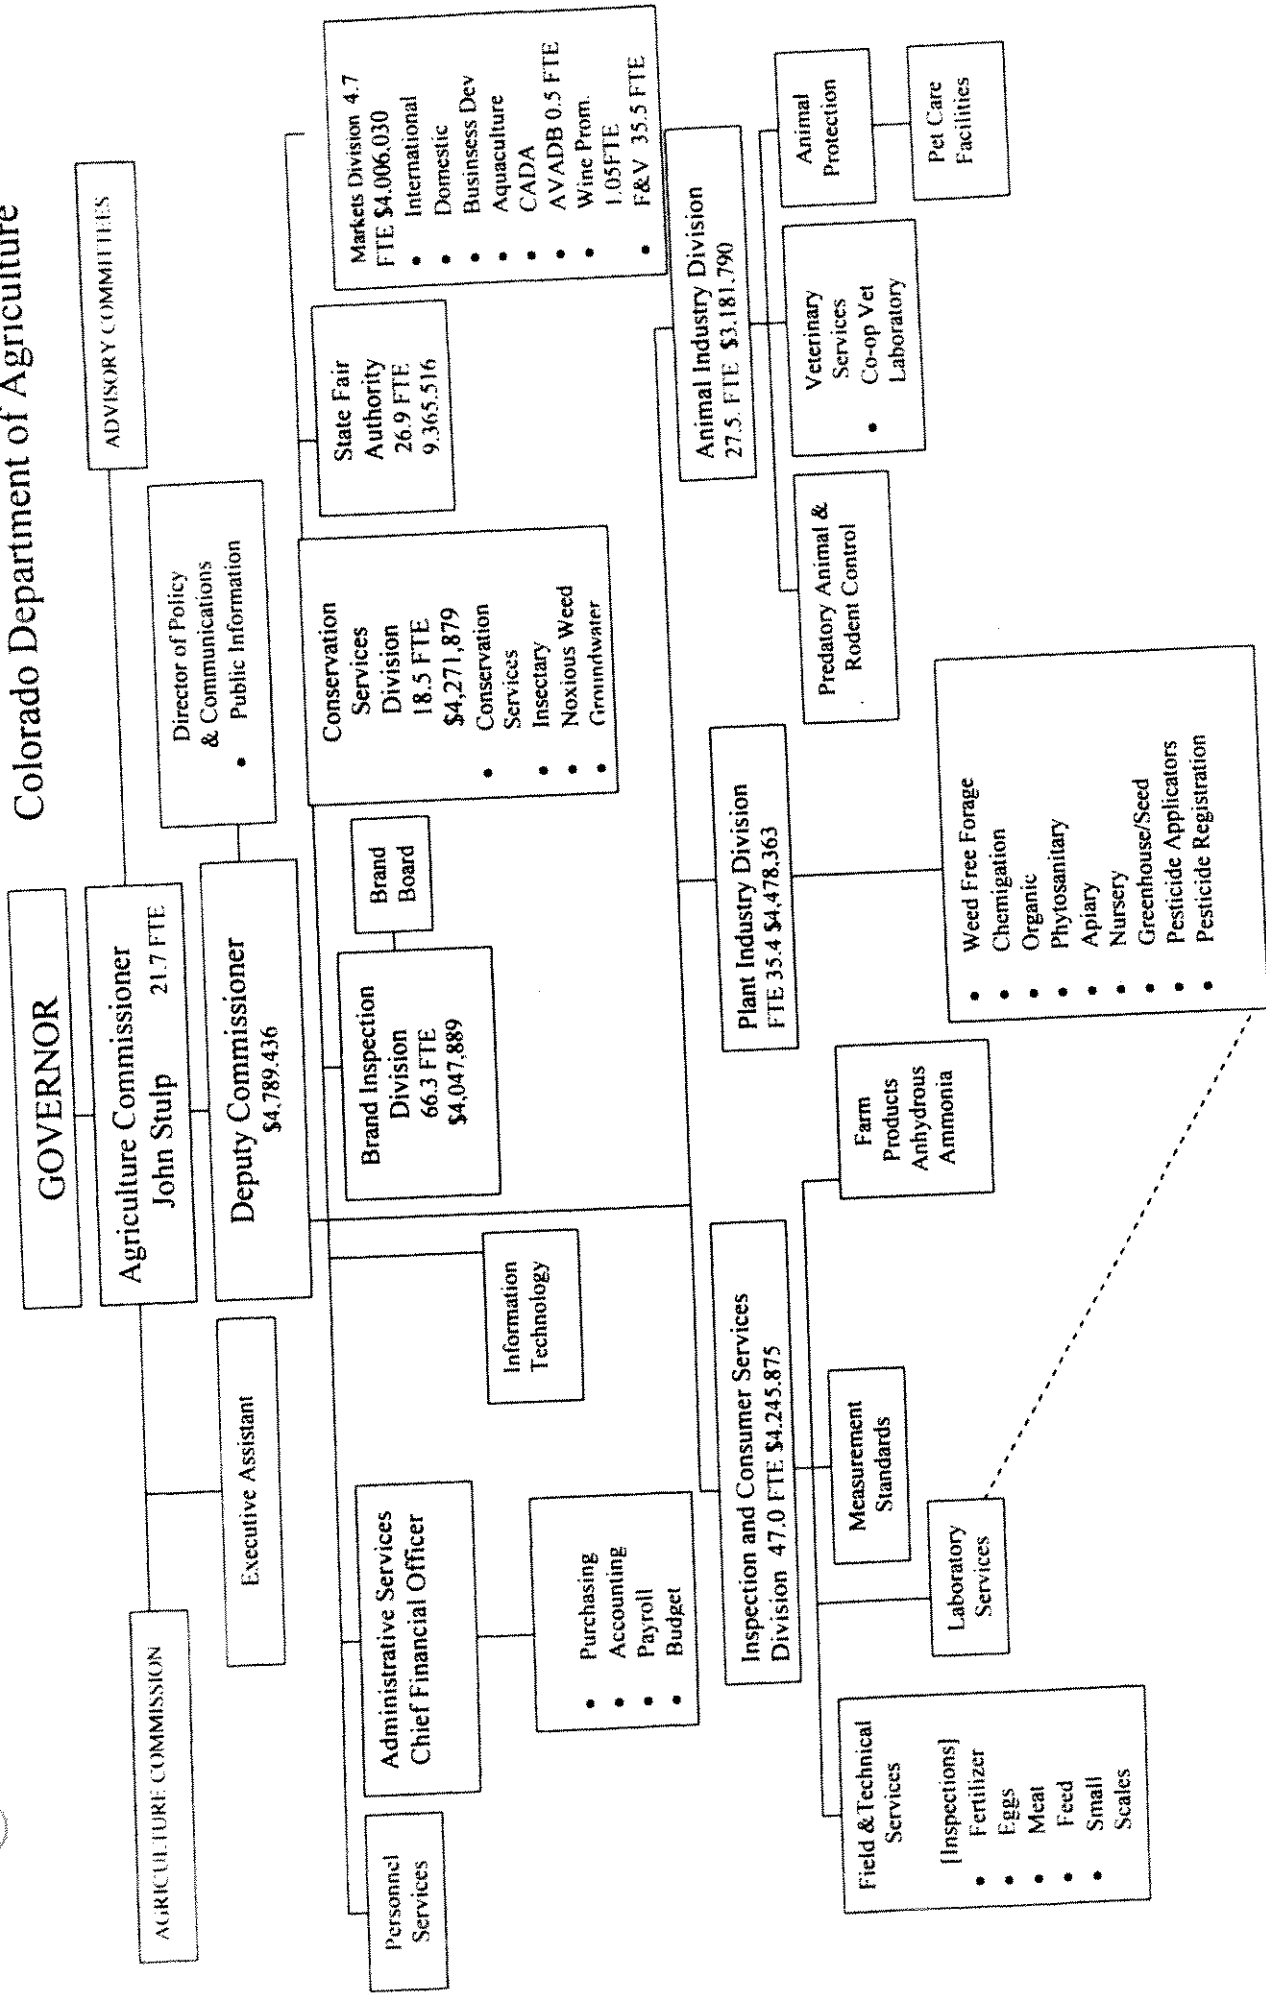 Colorado Department of Agriculture
GOVERNOR
AGRICULTURE COMMISSION
Agriculture Commissioner
John Stulp 21.7 FTE
ADVISORY COMMITTEES
Executive Assistant
Deputy Commissioner
$4.789.436
Director of Policy
& Communications
• Public Information
Personnel
Services
Administrative Services
Chief Financial Officer
• Purchasing
• Accounting
• Payroll
• Budget
Information
Technology
Brand Inspection
Division
66.3 FTE
$4,047,889
Brand
Board
Conservation
Services
Division
18.5 FTE
$4,271,879
• Conservation
Services
• Insectary
• Noxious Weed
• Groundwater
State Fair
Authority
26.9 FTE
9.365.516
Markets Division 4.7
FTE $4.006.030
• International
• Domestic
• Businsess Dev
• Aquaculture
• CADA
• AVADB 0.5 FTE
• Wine Prom.
1.05FTE
• F&V 35.5 FTE
Inspection and Consumer Services
Division 47.0 FTE $4.245.875
Field & Technical
Services
[Inspections]
• Fertilizer
• Eggs
• Meat
• Feed
• Small
Scales
Laboratory
Services
Measurement
Standards
Farm
Products
Anhydrous
Ammonia
Plant Industry Division
FTE 35.4 $4.478.363
• Weed Free Forage
• Chemigation
• Organic
• Phytosanitary
• Apiary
• Nursery
• Greenhouse/Seed
• Pesticide Applicators
• Pesticide Registration
Animal Industry Division
27.5. FTE $3.181.790
Predatory Animal &
Rodent Control
Veterinary
Services
• Co-op Vet
Laboratory
Animal
Protection
Pet Care
Facilities